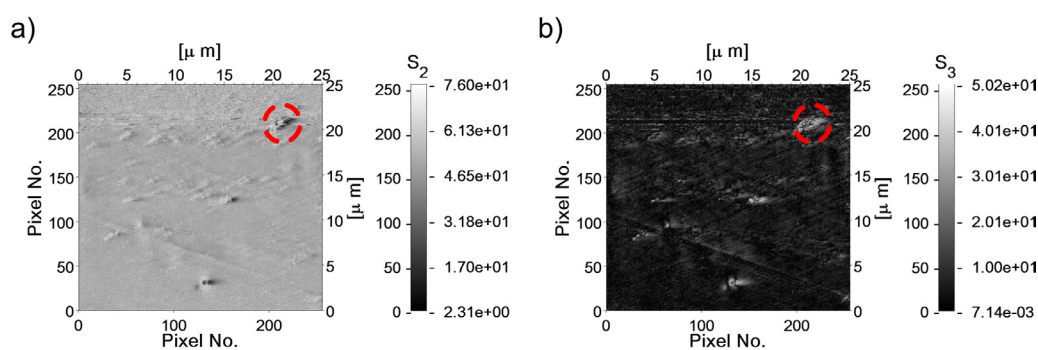 a)
[μ m]
0 5 10 15 20 25
S2
250
200
150
100
50
0
Pixel No.
25
20
15
10
5
0
[μ m]
250
200
150
100
50
0
7.60e+01
6.13e+01
4.65e+01
3.18e+01
1.70e+01
2.31e+00
0 100 200
Pixel No.
b)
[μ m]
0 5 10 15 20 25
S3
250
200
150
100
50
0
Pixel No.
25
20
15
10
5
0
[μ m]
250
200
150
100
50
0
5.02e+01
4.01e+01
3.01e+01
2.01e+01
1.00e+01
7.14e-03
0 100 200
Pixel No.